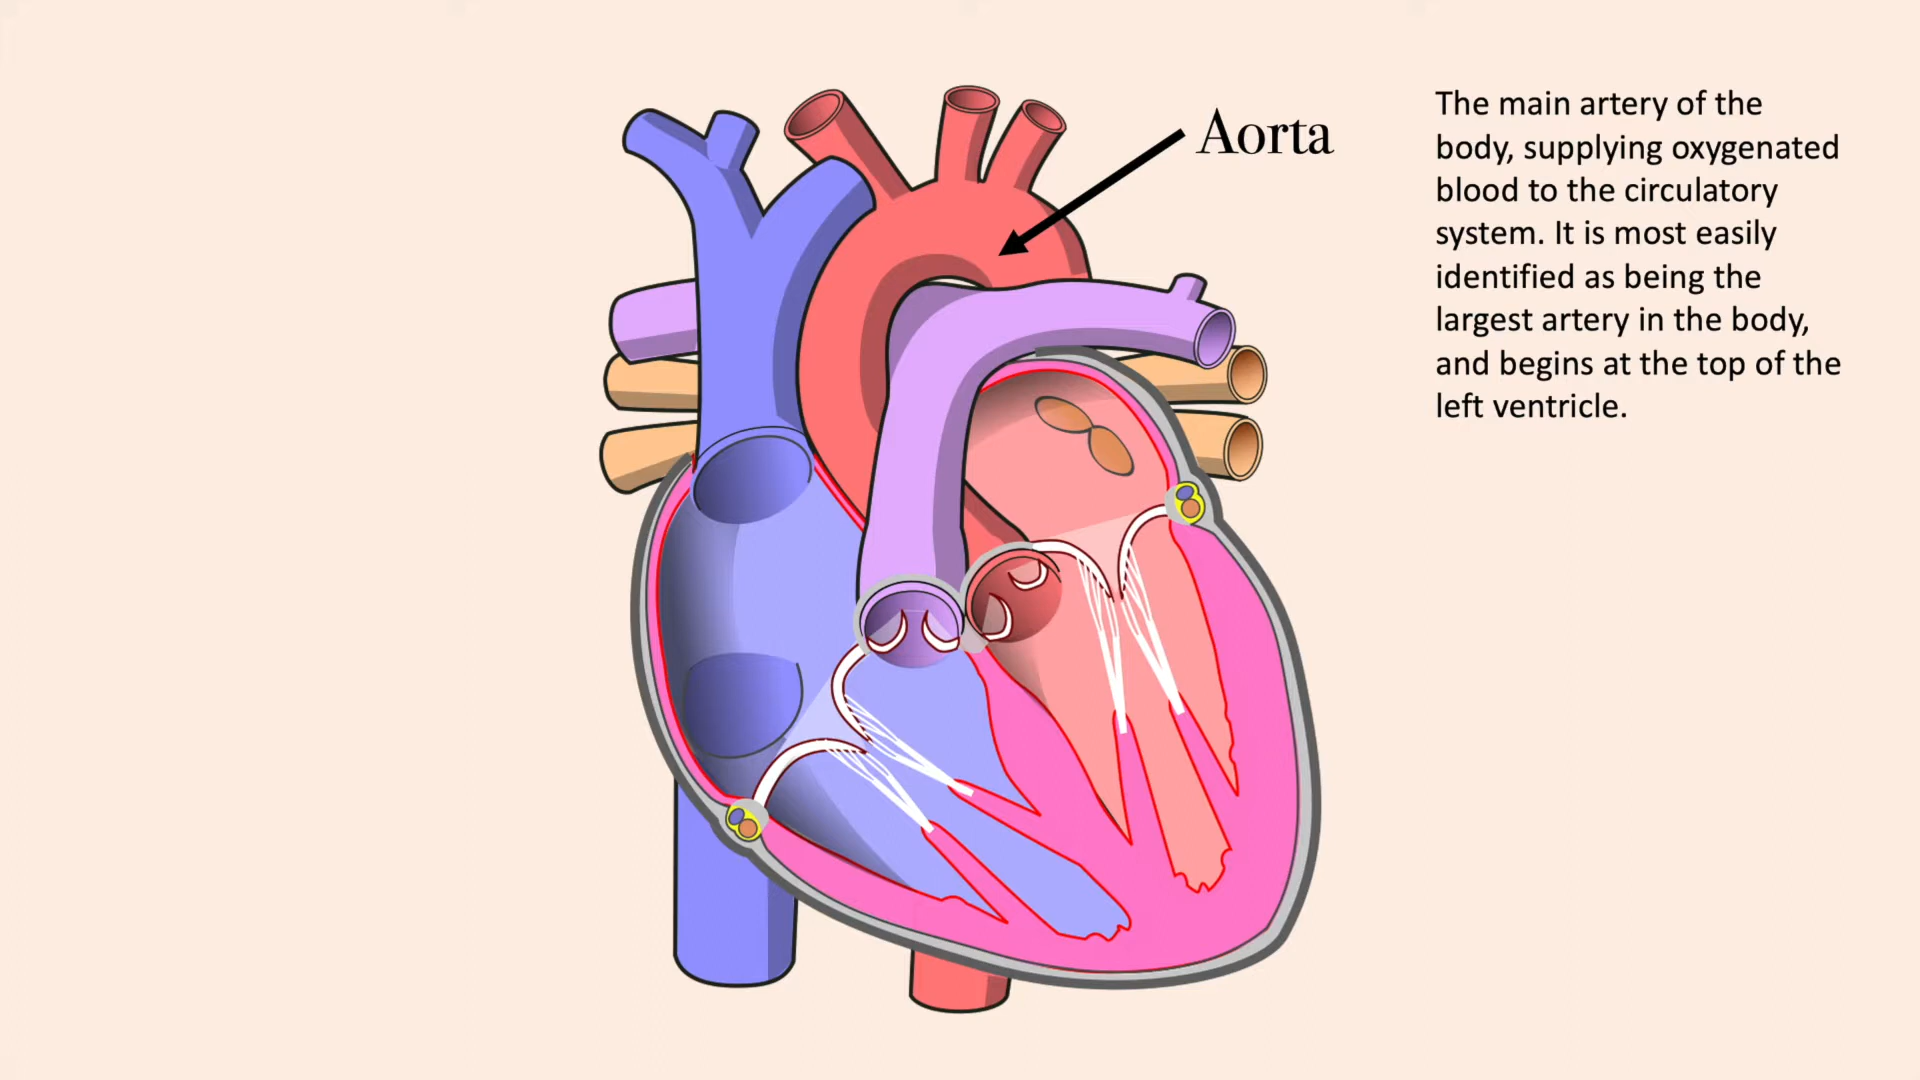 Aorta
The main artery of the
body, supplying oxygenated
blood to the circulatory
system. It is most easily
identified as being the
largest artery in the body,
and begins at the top of the
left ventricle.